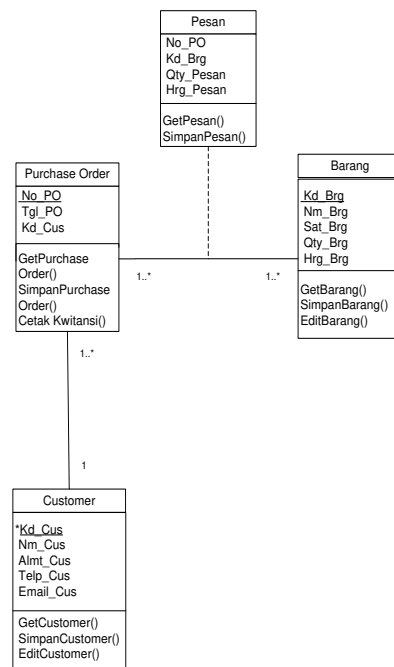 Pesan
No_PO
Kd_Brg
Qty_Pesan
Hrg_Pesan
GetPesan()
SimpanPesan()
Purchase Order
No_PO
Tgl_PO
Kd_Cus
GetPurchase
Order()
SimpanPurchase
Order()
Cetak Kwitansi()
Barang
Kd_Brg
Nm_Brg
Sat_Brg
Qty_Brg
Hrg_Brg
GetBarang()
SimpanBarang()
EditBarang()
1..*
1..*
1..*
1
Customer
*Kd_Cus
Nm_Cus
Almt_Cus
Telp_Cus
Email_Cus
GetCustomer()
SimpanCustomer()
EditCustomer()